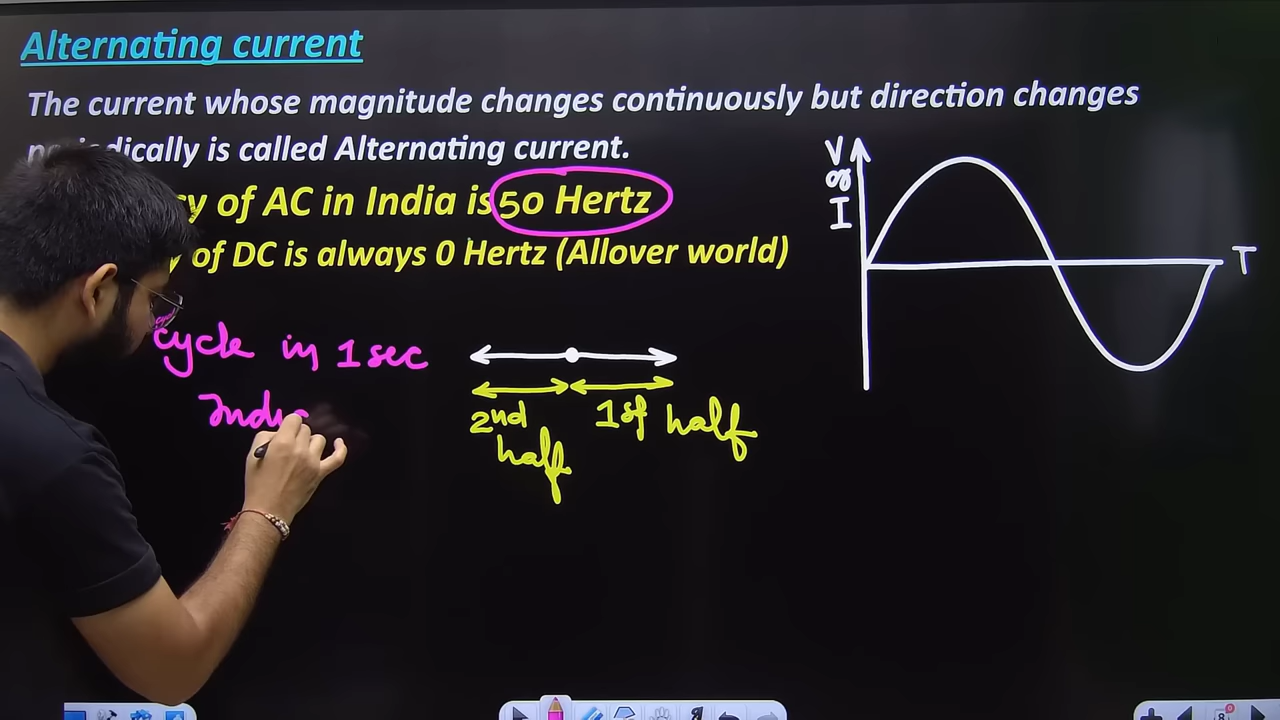 Alternating current
The current whose magnitude changes continuously but direction changes
periodically is called Alternating current.
of AC in India is 50 Hertz
of DC is always 0 Hertz (Allover world)
V
or
I
T
cycle in 1 sec
2nd
half
1st half